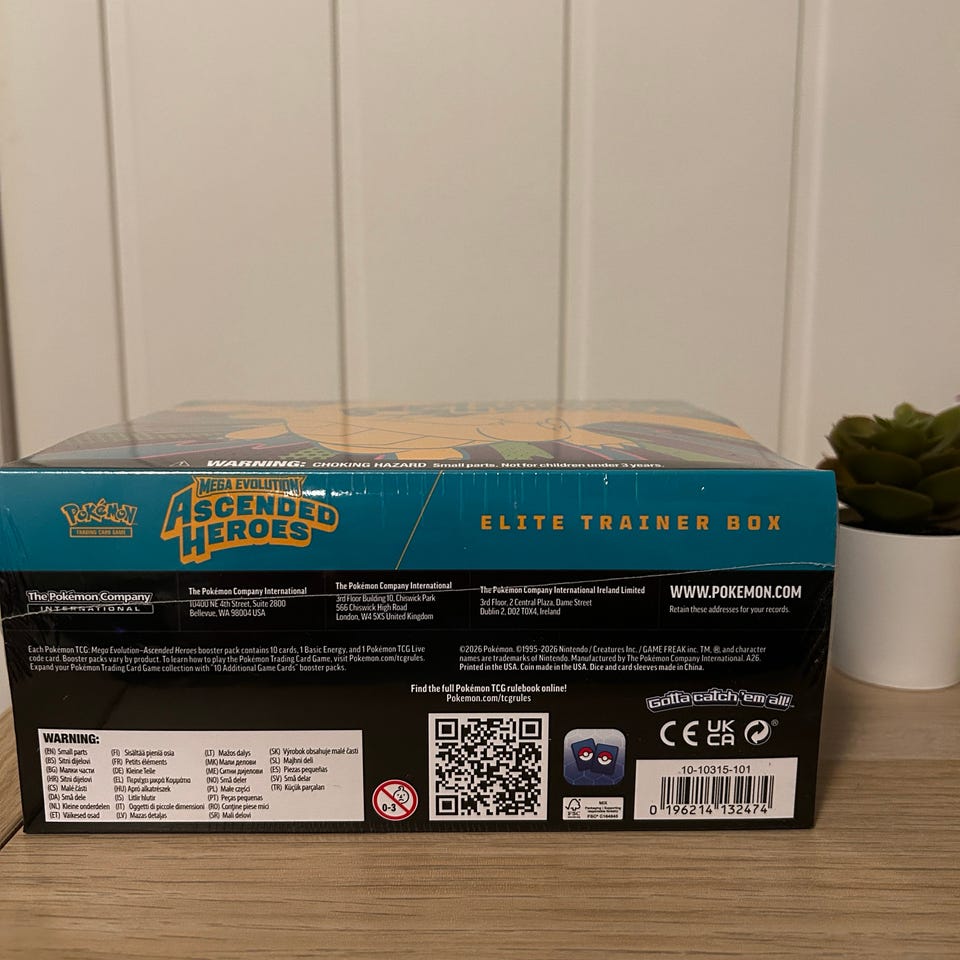 WARNING: CHOKING HAZARD Small parts. Not for children under 3 years.
POKéMON
TRADING CARD GAME
MEGA EVOLUTION
ASCENDED
HEROES
ELITE TRAINER BOX
The Pokémon Company
INTERNATIONAL
The Pokémon Company International
10400 NE 4th Street, Suite 2800
Bellevue, WA 98004 USA
The Pokémon Company International
3rd Floor Building 10, Chiswick Park
566 Chiswick High Road
London, W4 5XS United Kingdom
The Pokémon Company International Ireland Limited
3rd Floor, 2 Central Plaza, Dame Street
Dublin 2, D02 T0X4, Ireland
WWW.POKEMON.COM
Retain these addresses for your records.
Each Pokémon TCG: Mega Evolution–Ascended Heroes booster pack contains 10 cards, 1 Basic Energy, and 1 Pokémon TCG Live
code card. Booster packs vary by product. To learn how to play the Pokémon Trading Card Game, visit Pokemon.com/tcgrules.
Expand your Pokémon Trading Card Game collection with "10 Additional Game Cards" booster packs.
©2026 Pokémon. ©1995-2026 Nintendo / Creatures Inc. / GAME FREAK inc. TM, ®, and character
names are trademarks of Nintendo. Manufactured by The Pokémon Company International. A26.
Printed in the USA. Coin made in the USA. Dice and card sleeves made in China.
Find the full Pokémon TCG rulebook online!
Pokemon.com/tcgrules
Gotta catch 'em all!™
WARNING:
(EN) Small parts
(BS) Sitni dijelovi
(BG) Малки части
(HR) Sitni dijelovi
(CS) Malé části
(DA) Små dele
(NL) Kleine onderdelen
(ET) Väikesed osad
(FI) Sisältää pieniä osia
(FR) Petits éléments
(DE) Kleine Teile
(EL) Περιέχει μικρά Κομμάτια
(HU) Apró alkatrészek
(IS) Litlir hlutir
(IT) Oggetti di piccole dimensioni
(LV) Mazas detaļas
(LT) Mažos dalys
(MK) Мали делови
(ME) Ситни дијелови
(NO) Små deler
(PL) Małe części
(PT) Peças pequenas
(RO) Conține piese mici
(SR) Mali delovi
(SK) Výrobok obsahuje malé časti
(SL) Majhni deli
(ES) Piezas pequeñas
(SV) Små delar
(TR) Küçük parçaları
0-3
CE
UK
CA
®
FSC
MIX
Packaging | Supporting
responsible forestry
FSC® C164845
10-10315-101
0 196214 132474